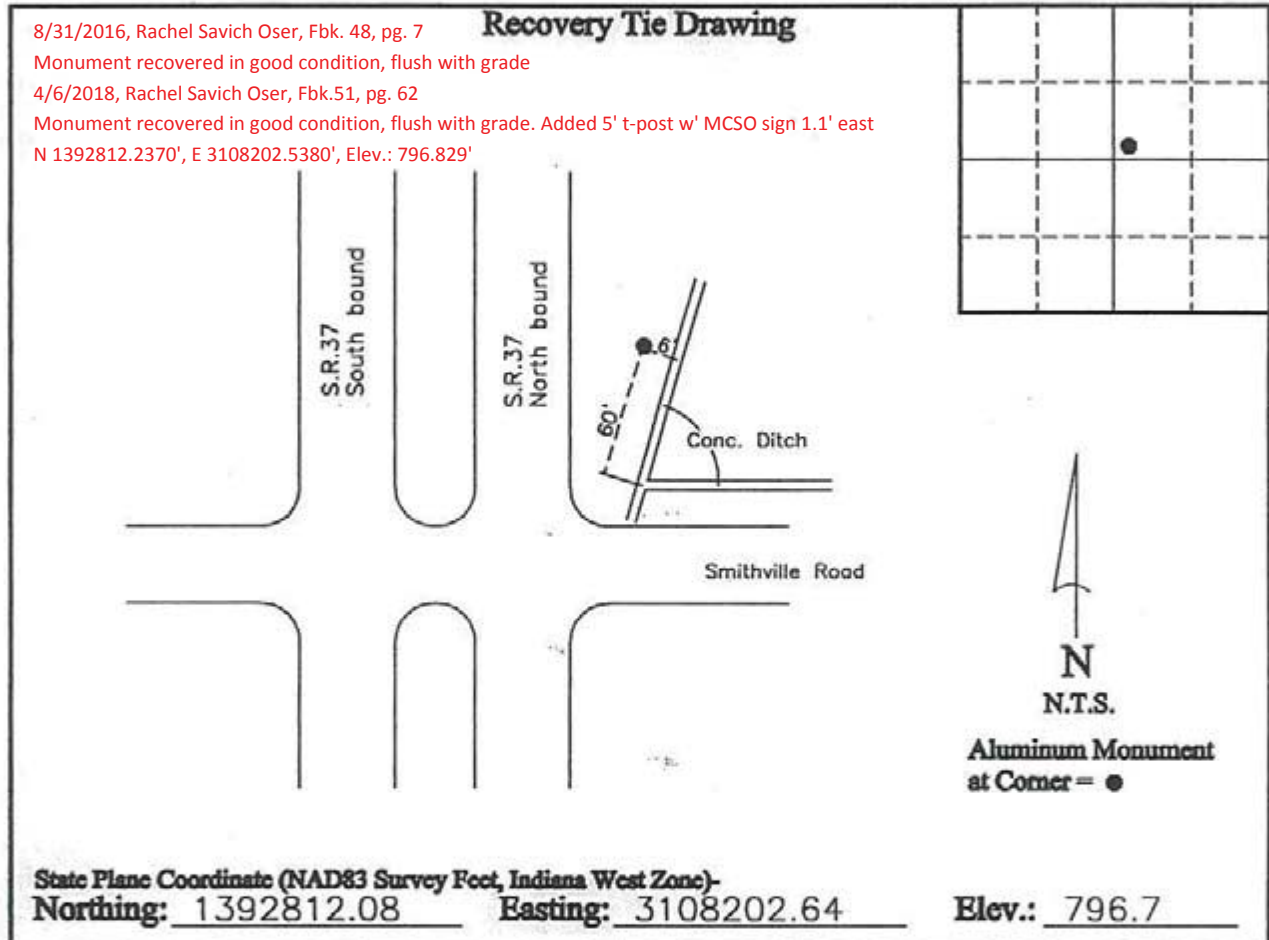 Recovery Tie Drawing
8/31/2016, Rachel Savich Oser, Fbk. 48, pg. 7
Monument recovered in good condition, flush with grade
4/6/2018, Rachel Savich Oser, Fbk.51, pg. 62
Monument recovered in good condition, flush with grade. Added 5' t-post w' MCSO sign 1.1' east
N 1392812.2370', E 3108202.5380', Elev.: 796.829'
S.R.37
South bound
S.R.37
North bound
6'
60'
Conc. Ditch
Smithville Road
N
N.T.S.
Aluminum Monument
at Corner =
State Plane Coordinate (NAD83 Survey Feet, Indiana West Zone)-
Northing: 1392812.08 Easting: 3108202.64 Elev.: 796.7